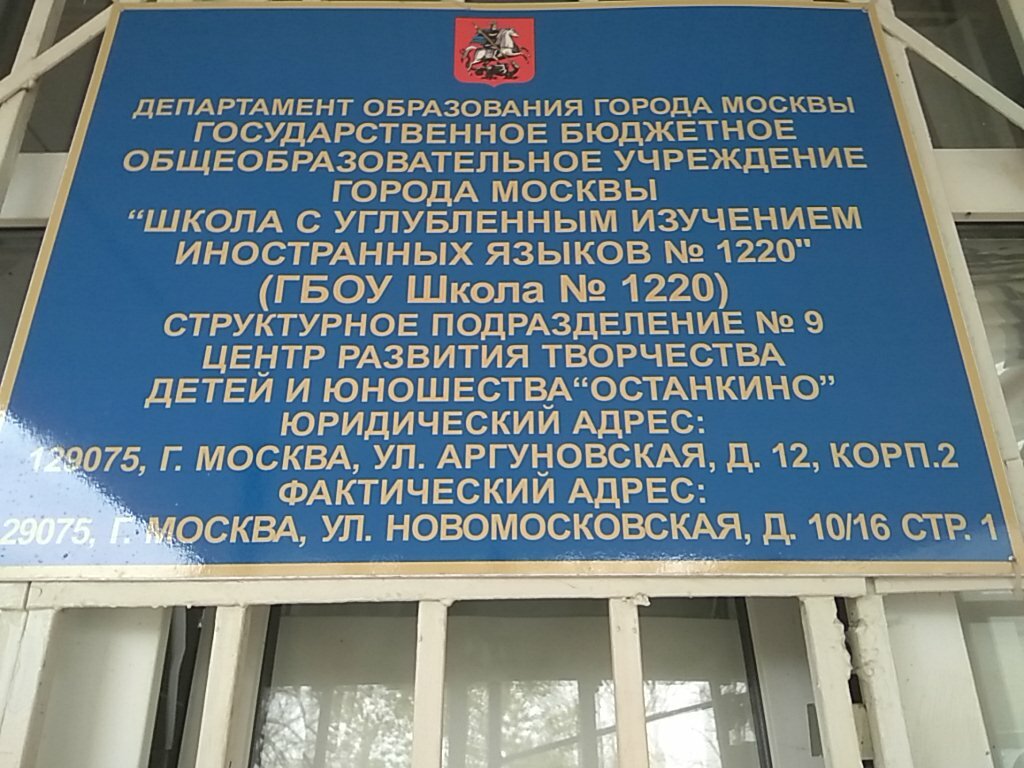 ДЕПАРТАМЕНТ ОБРАЗОВАНИЯ ГОРОДА МОСКВЫ
ГОСУДАРСТВЕННОЕ БЮДЖЕТНОЕ
ОБЩЕОБРАЗОВАТЕЛЬНОЕ УЧРЕЖДЕНИЕ
ГОРОДА МОСКВЫ
“ШКОЛА С УГЛУБЛЕННЫМ ИЗУЧЕНИЕМ
ИНОСТРАННЫХ ЯЗЫКОВ № 1220"
(ГБОУ Школа № 1220)
СТРУКТУРНОЕ ПОДРАЗДЕЛЕНИЕ № 9
ЦЕНТР РАЗВИТИЯ ТВОРЧЕСТВА
ДЕТЕЙ И ЮНОШЕСТВА“ОСТАНКИНО”
ЮРИДИЧЕСКИЙ АДРЕС:
129075, Г. МОСКВА, УЛ. АРГУНОВСКАЯ, Д. 12, КОРП.2
ФАКТИЧЕСКИЙ АДРЕС:
29075, Г. МОСКВА, УЛ. НОВОМОСКОВСКАЯ, Д. 10/16 СТР. 1